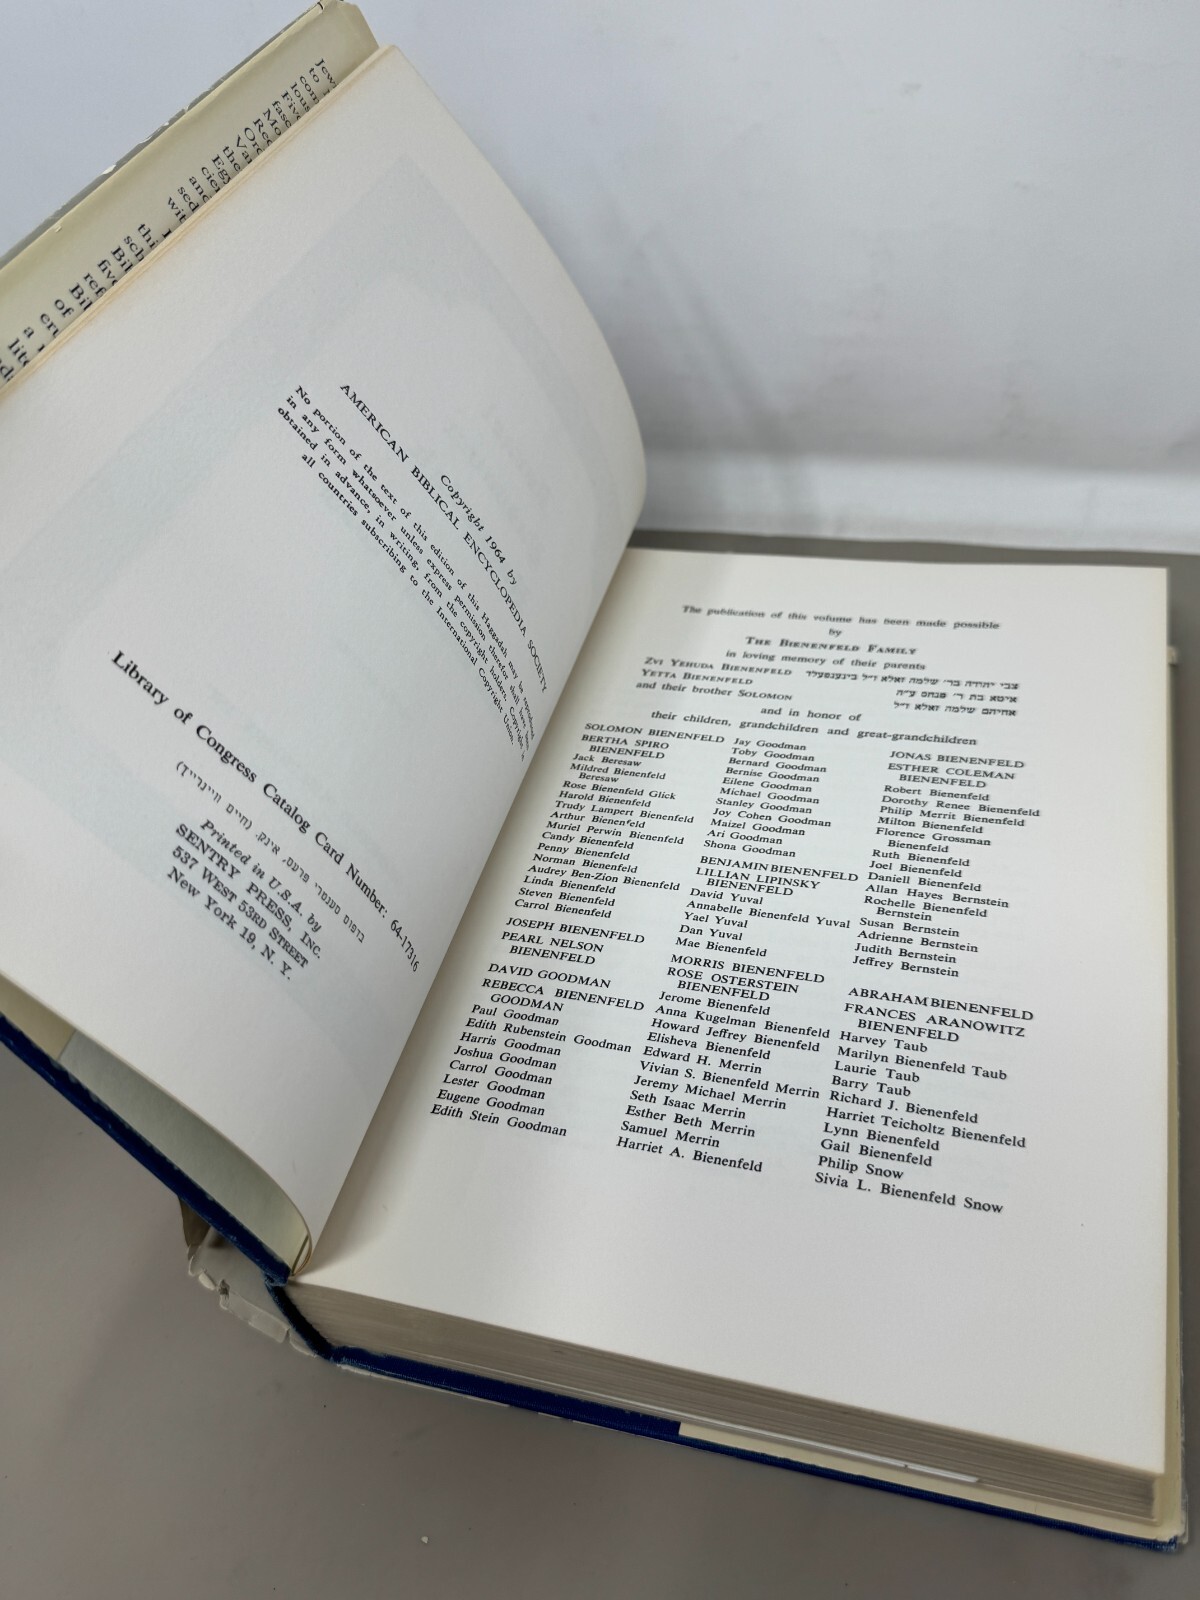 Copyright 1964 by
AMERICAN BIBLICAL ENCYCLOPEDIA SOCIETY
No portion of the text of this edition of this Haggadah may be reproduced
in any form whatsoever unless express permission therefor shall have been
obtained in advance, in writing, from the copyright holders. Copyright in
all countries subscribing to the International Copyright Union.
Library of Congress Catalog Card Number: 64-17316
Printed in U.S.A. by
SENTRY PRESS, INC.
537 WEST 53RD STREET
New York 19, N. Y.
The publication of this volume has been made possible
by
THE BIENENFELD FAMILY
in loving memory of their parents
ZVI YEHUDA BIENENFELD צבי יהודה בר׳ שלמה זאלא ז״ל ביענענפעלד
YETTA BIENENFELD איטא בת ר׳ פנחס ע״ה
and their brother SOLOMON אחיהם שלמה זאלא ז״ל
and in honor of
their children, grandchildren and great-grandchildren
SOLOMON BIENENFELD
BERTHA SPIRO
BIENENFELD
Jack Beresaw
Mildred Bienenfeld
Beresaw
Rose Bienenfeld Glick
Harold Bienenfeld
Trudy Lampert Bienenfeld
Arthur Bienenfeld
Muriel Perwin Bienenfeld
Candy Bienenfeld
Penny Bienenfeld
Norman Bienenfeld
Audrey Ben-Zion Bienenfeld
Linda Bienenfeld
Steven Bienenfeld
Carrol Bienenfeld
JOSEPH BIENENFELD
PEARL NELSON
BIENENFELD
DAVID GOODMAN
REBECCA BIENENFELD
GOODMAN
Paul Goodman
Edith Rubenstein Goodman
Harris Goodman
Joshua Goodman
Carrol Goodman
Lester Goodman
Eugene Goodman
Edith Stein Goodman
Jay Goodman
Toby Goodman
Bernard Goodman
Bernise Goodman
Eilene Goodman
Michael Goodman
Stanley Goodman
Joy Cohen Goodman
Maizel Goodman
Ari Goodman
Shona Goodman
BENJAMIN BIENENFELD
LILLIAN LIPINSKY
BIENENFELD
David Yuval
Annabelle Bienenfeld Yuval
Yael Yuval
Dan Yuval
Mae Bienenfeld
MORRIS BIENENFELD
ROSE OSTERSTEIN
BIENENFELD
Jerome Bienenfeld
Anna Kugelman Bienenfeld
Howard Jeffrey Bienenfeld
Elisheva Bienenfeld
Edward H. Merrin
Vivian S. Bienenfeld Merrin
Jeremy Michael Merrin
Seth Isaac Merrin
Esther Beth Merrin
Samuel Merrin
Harriet A. Bienenfeld
JONAS BIENENFELD
ESTHER COLEMAN
BIENENFELD
Robert Bienenfeld
Dorothy Renee Bienenfeld
Philip Merrit Bienenfeld
Milton Bienenfeld
Florence Grossman
Bienenfeld
Ruth Bienenfeld
Joel Bienenfeld
Daniell Bienenfeld
Allan Hayes Bernstein
Rochelle Bienenfeld
Bernstein
Susan Bernstein
Adrienne Bernstein
Judith Bernstein
Jeffrey Bernstein
ABRAHAM BIENENFELD
FRANCES ARANOWITZ
BIENENFELD
Harvey Taub
Marilyn Bienenfeld Taub
Laurie Taub
Barry Taub
Richard J. Bienenfeld
Harriet Teicholtz Bienenfeld
Lynn Bienenfeld
Gail Bienenfeld
Philip Snow
Sivia L. Bienenfeld Snow